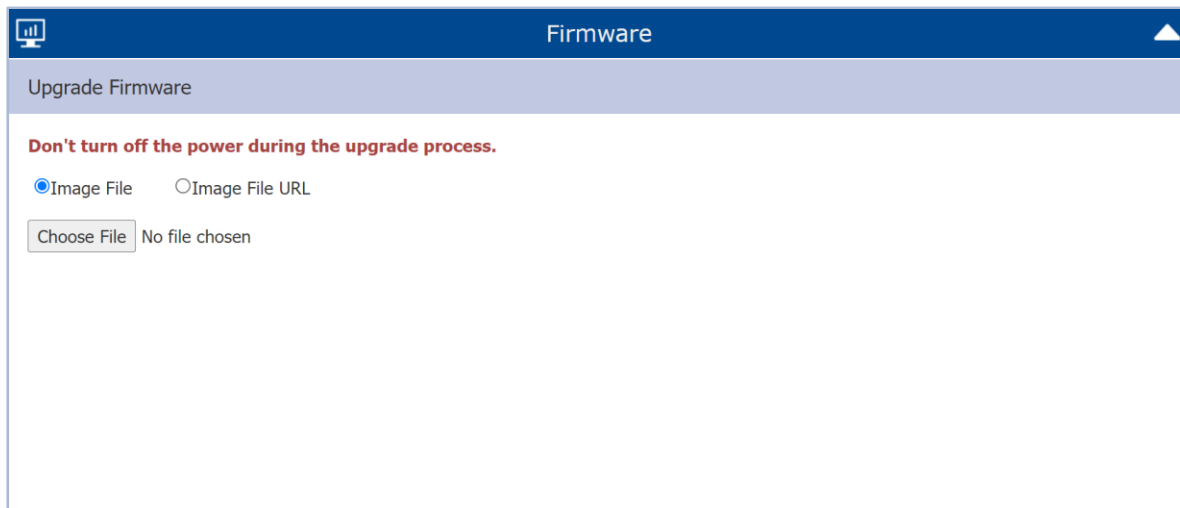 Firmware
Upgrade Firmware
Don't turn off the power during the upgrade process.
Image File Image File URL
Choose File No file chosen